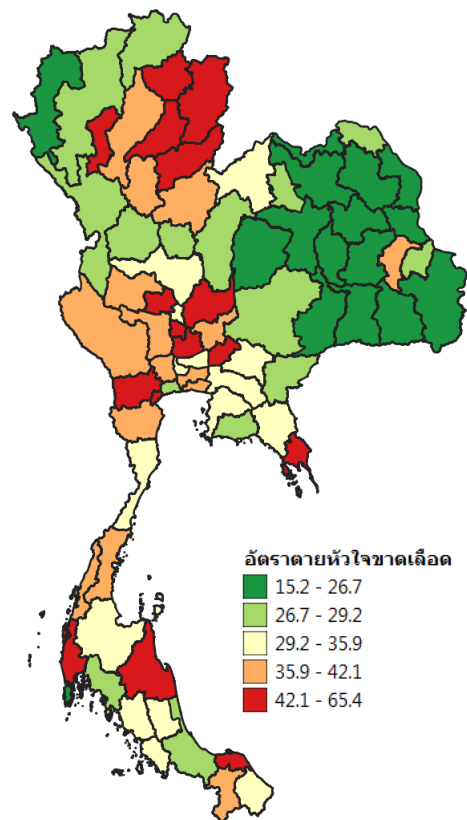 อัตราตายหัวใจขาดเลือด
15.2 - 26.7
26.7 - 29.2
29.2 - 35.9
35.9 - 42.1
42.1 - 65.4